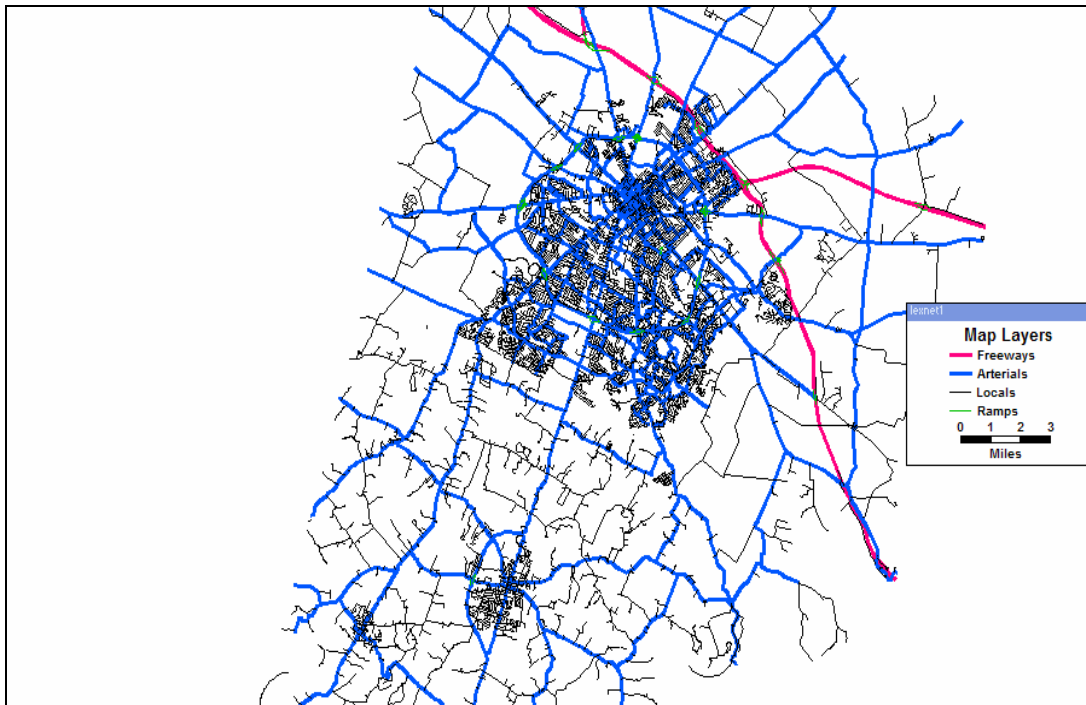 lexnet1
Map Layers
Freeways
Arterials
Locals
Ramps
0 1 2 3
Miles